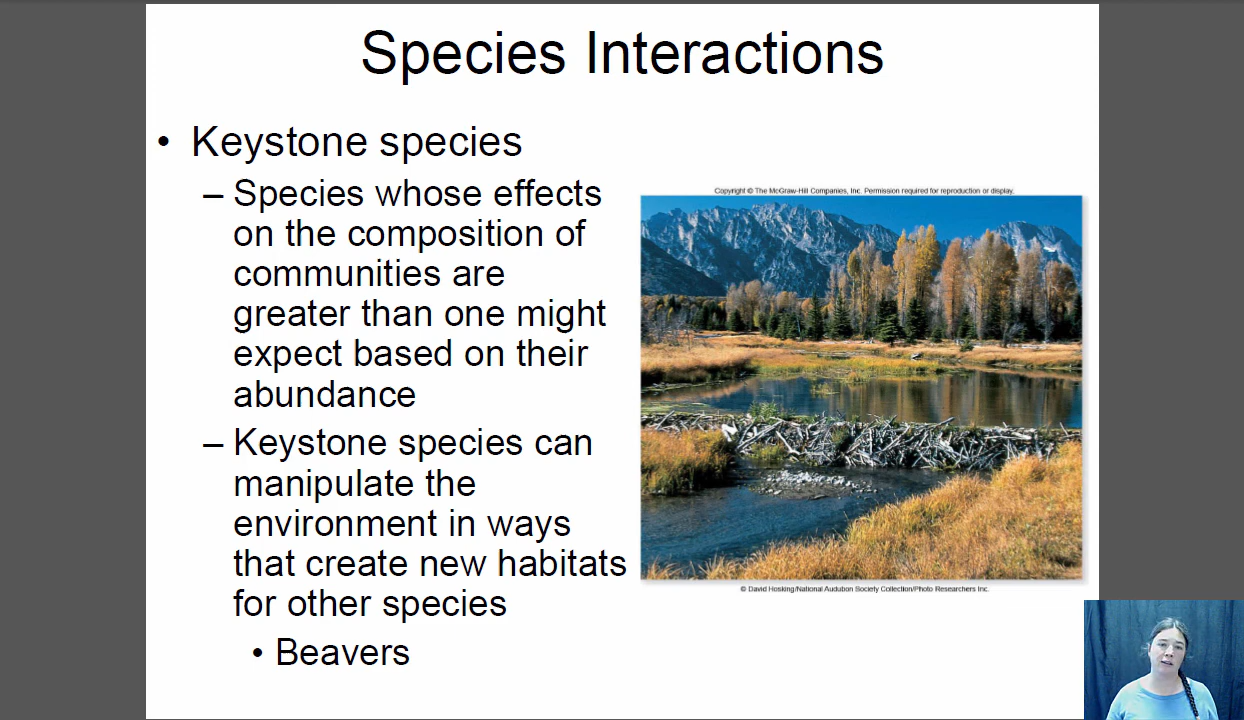 Species Interactions
• Keystone species
– Species whose effects
on the composition of
communities are
greater than one might
expect based on their
abundance
– Keystone species can
manipulate the
environment in ways
that create new habitats
for other species
• Beavers
Copyright © The McGraw-Hill Companies, Inc. Permission required for reproduction or display.
© David Hosking/National Audubon Society Collection/Photo Researchers Inc.